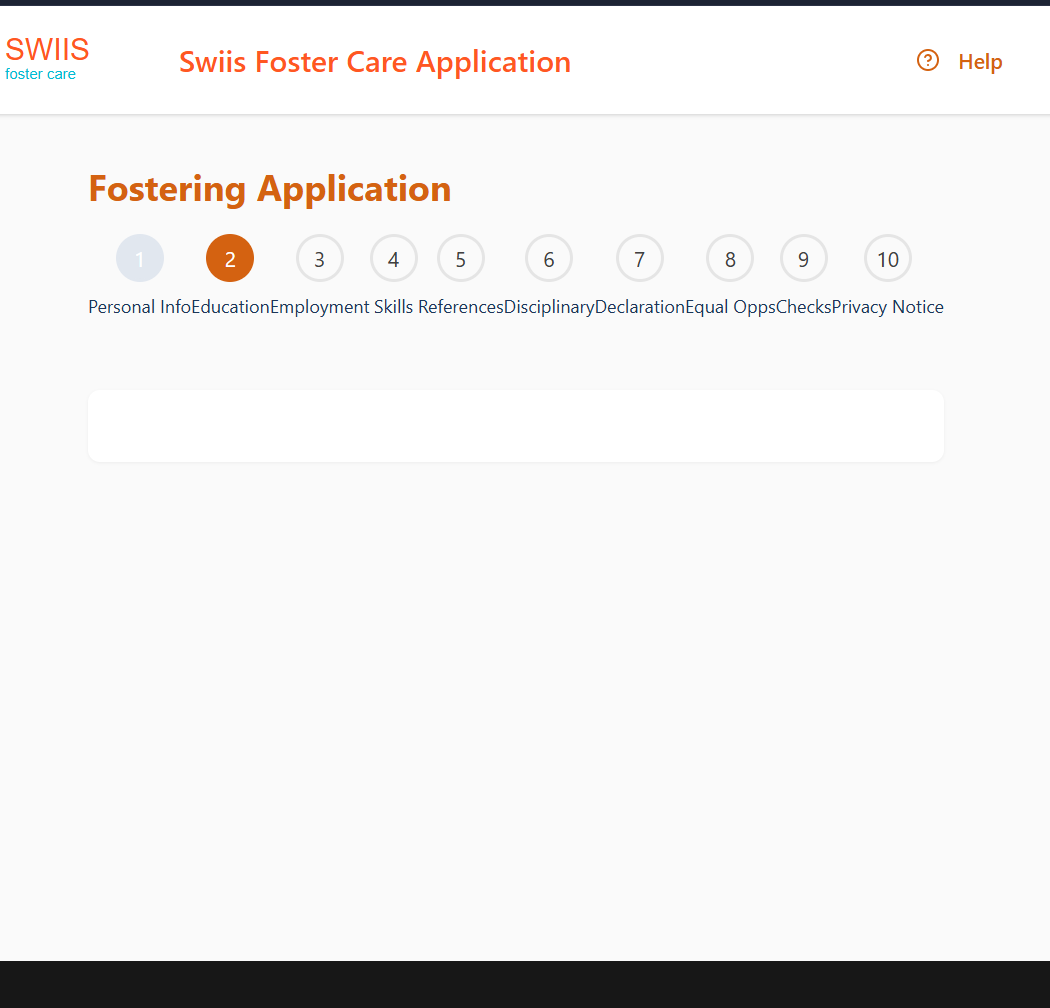 SWIIS
foster care
Swiis Foster Care Application
Help
Fostering Application
1 2 3 4 5 6 7 8 9 10
Personal Info Education Employment Skills References Disciplinary Declaration Equal Opps Checks Privacy Notice